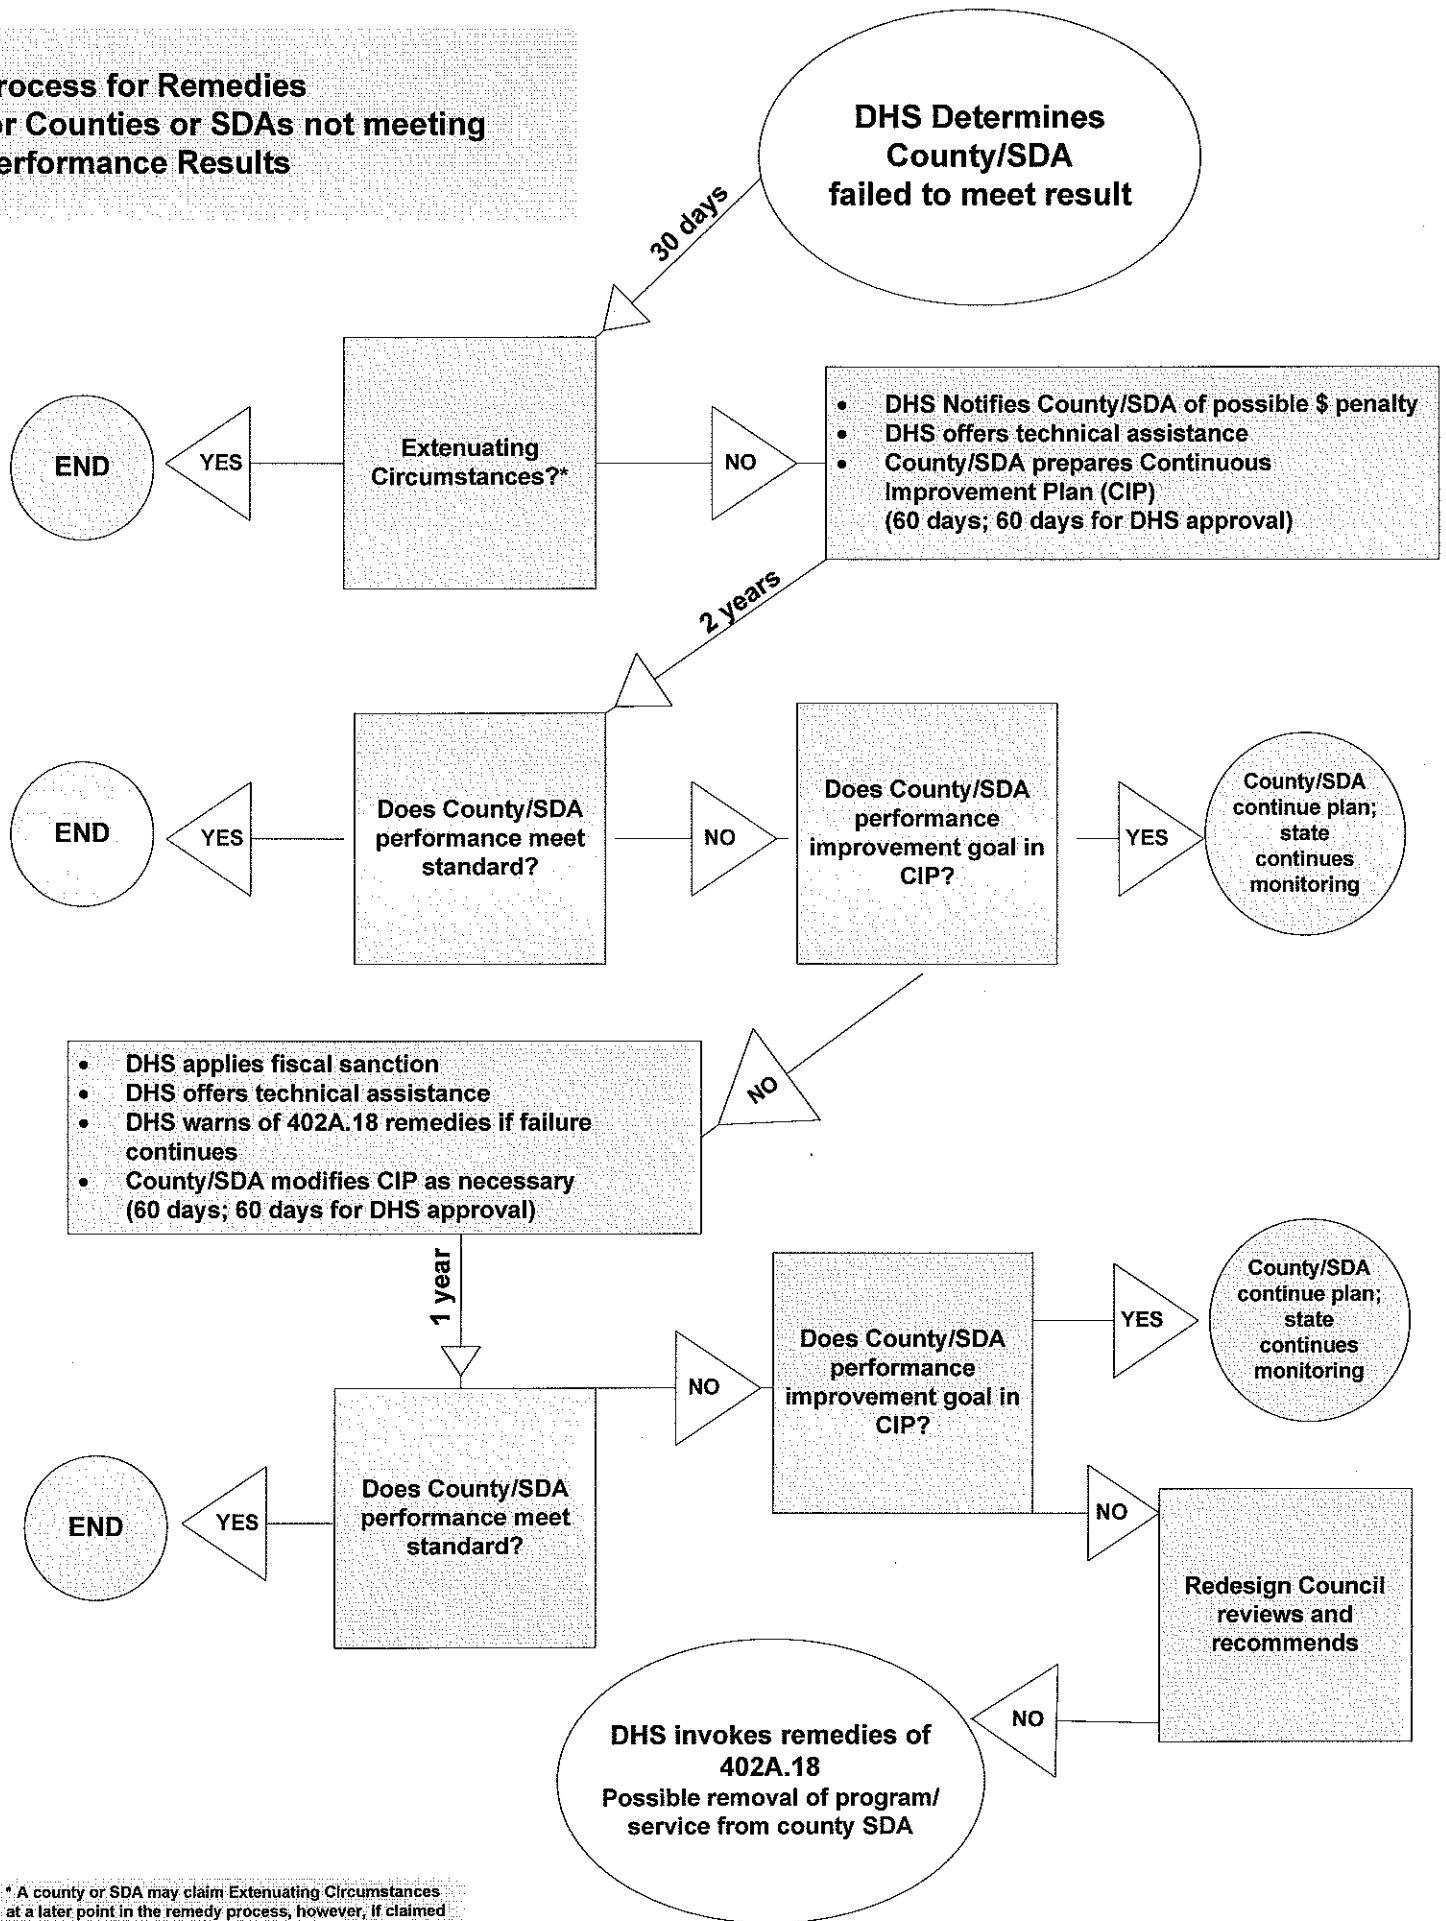 rocess for Remedies
or Counties or SDAs not meeting
erformance Results
DHS Determines
County/SDA
failed to meet result
30 days
END
YES
Extenuating
Circumstances?*
NO
• DHS Notifies County/SDA of possible $ penalty
• DHS offers technical assistance
• County/SDA prepares Continuous
Improvement Plan (CIP)
(60 days; 60 days for DHS approval)
2 years
END
YES
Does County/SDA
performance meet
standard?
NO
Does County/SDA
performance
improvement goal in
CIP?
YES
County/SDA
continue plan;
state
continues
monitoring
NO
• DHS applies fiscal sanction
• DHS offers technical assistance
• DHS warns of 402A.18 remedies if failure
continues
• County/SDA modifies CIP as necessary
(60 days; 60 days for DHS approval)
1 year
END
YES
Does County/SDA
performance meet
standard?
NO
Does County/SDA
performance
improvement goal in
CIP?
YES
County/SDA
continue plan;
state
continues
monitoring
NO
Redesign Council
reviews and
recommends
NO
DHS invokes remedies of
402A.18
Possible removal of program/
service from county SDA
* A county or SDA may claim Extenuating Circumstances
at a later point in the remedy process, however, if claimed